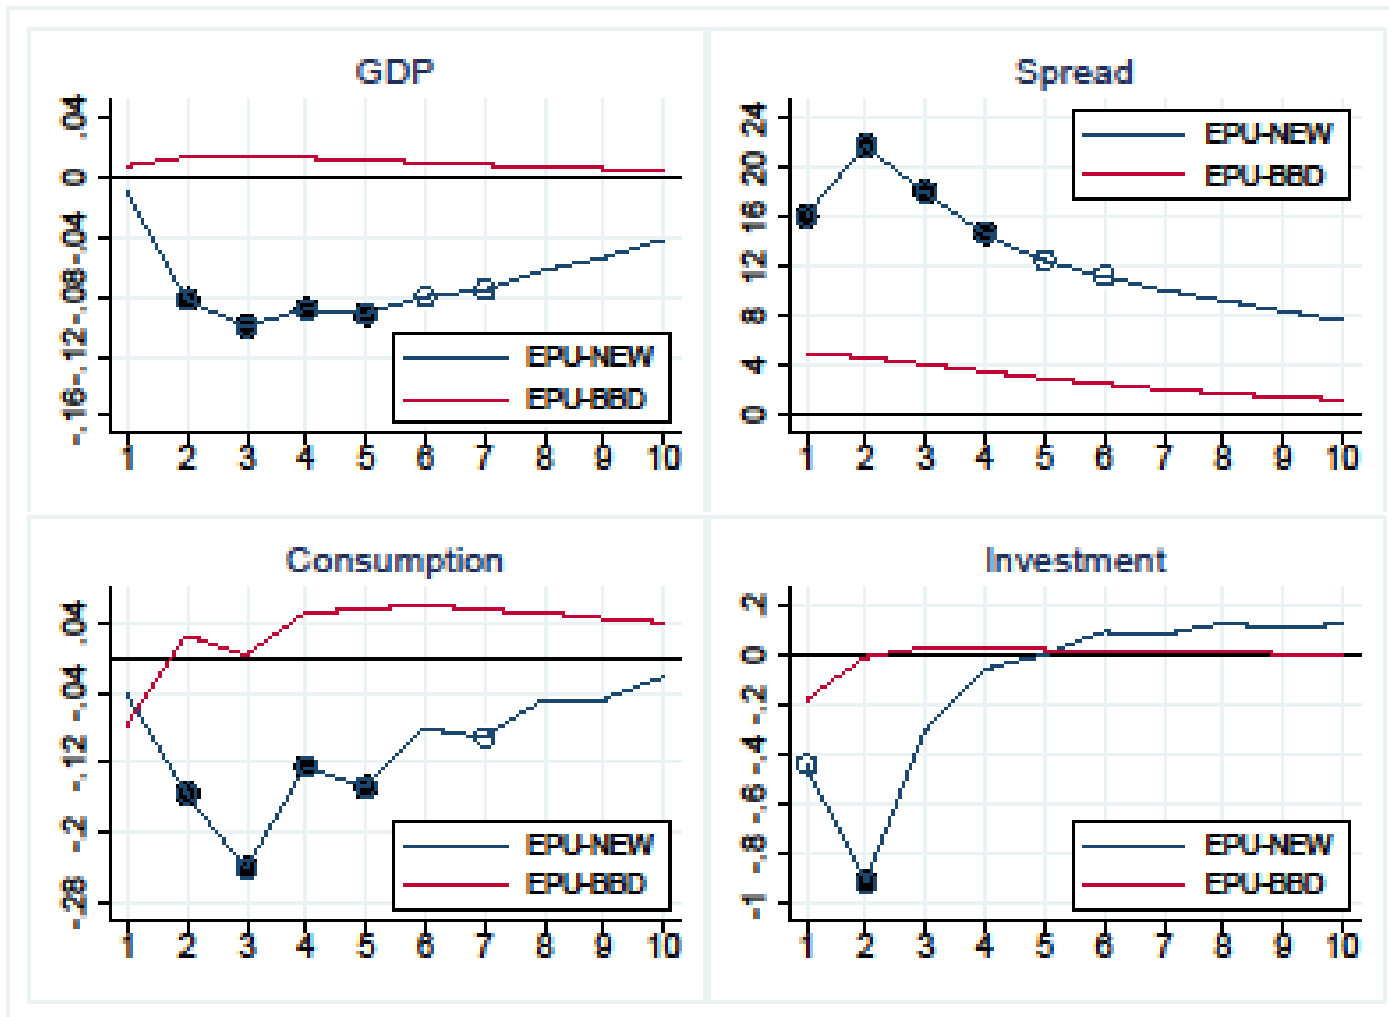 GDP
.04
0
-.04
-.08
-.12
-.16
EPU-NEW
EPU-BBD
1 2 3 4 5 6 7 8 9 10
Spread
24
20
16
12
8
4
0
EPU-NEW
EPU-BBD
1 2 3 4 5 6 7 8 9 10
Consumption
.04
-.04
-.12
-.2
-.28
EPU-NEW
EPU-BBD
1 2 3 4 5 6 7 8 9 10
Investment
.2
0
-.2
-.4
-.6
-.8
-1
EPU-NEW
EPU-BBD
1 2 3 4 5 6 7 8 9 10